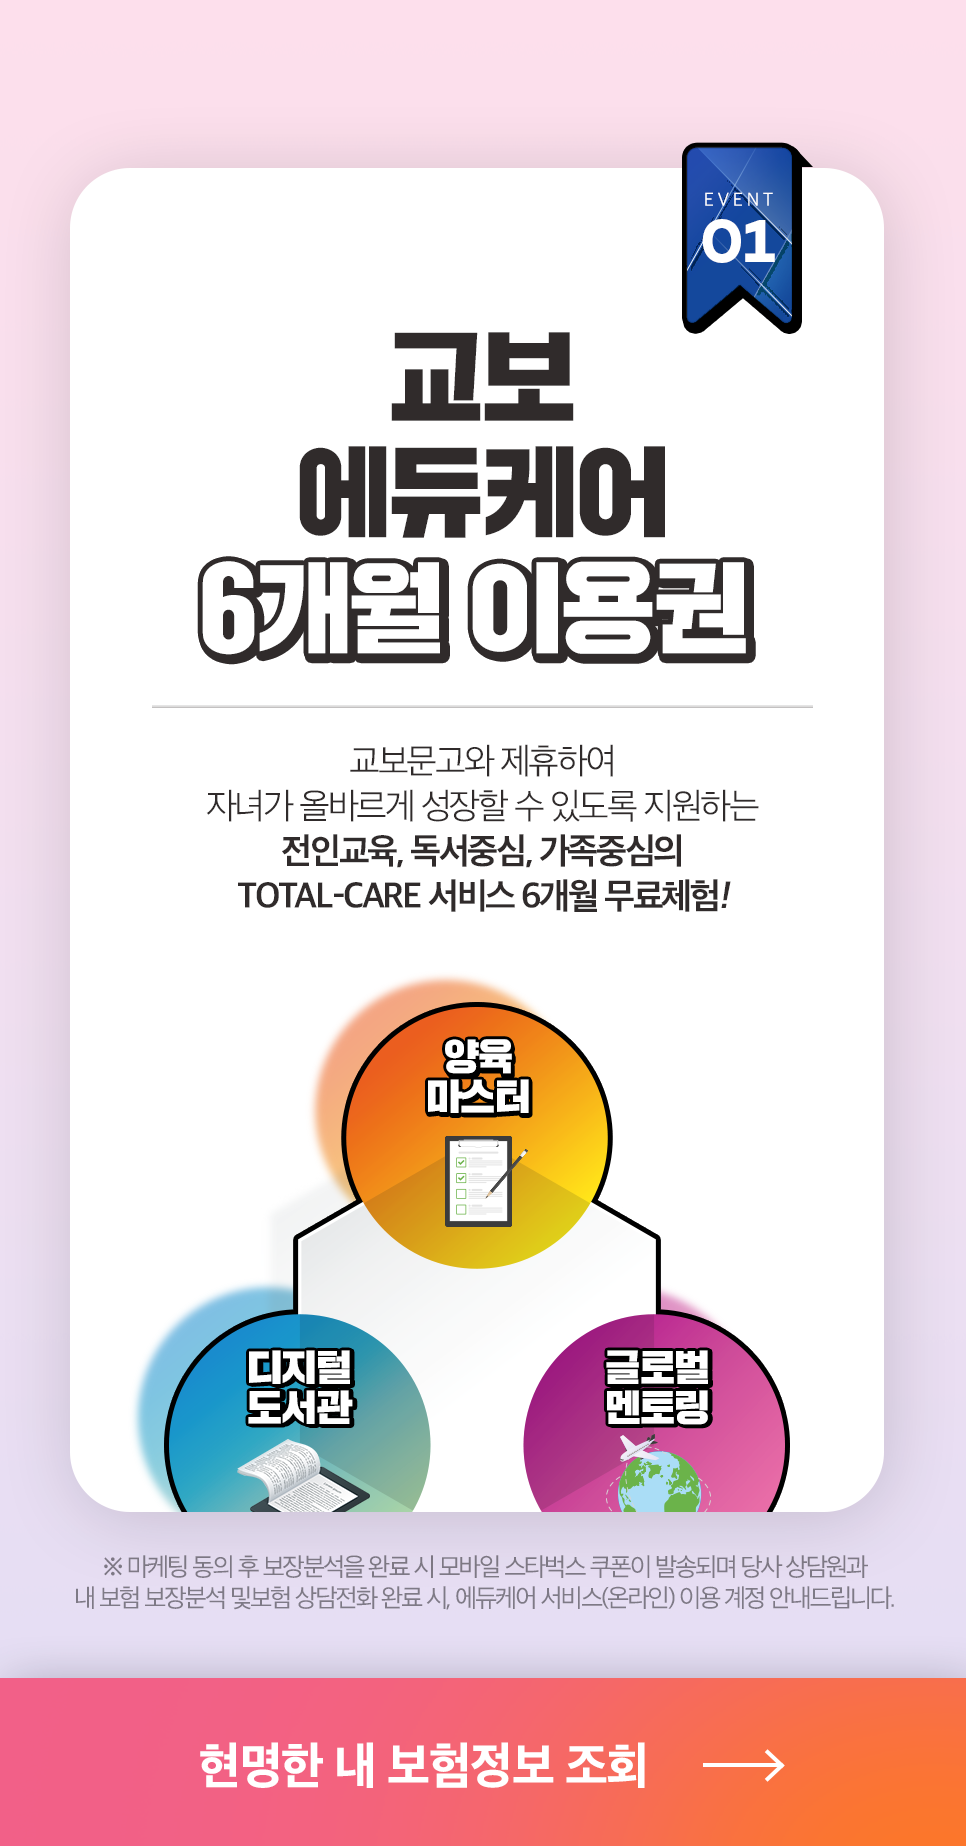 EVENT
01
교보
에듀케어
6개월 이용권
교보문고와 제휴하여
자녀가 올바르게 성장할 수 있도록 지원하는
전인교육, 독서중심, 가족중심의
TOTAL-CARE 서비스 6개월 무료체험!
양육
마스터
디지털
도서관
글로벌
멘토링
※ 마케팅 동의 후 보장분석을 완료 시 모바일 스타벅스 쿠폰이 발송되며 당사 상담원과
내 보험 보장분석 및보험 상담전화 완료 시, 에듀케어 서비스(온라인) 이용 계정 안내드립니다.
현명한 내 보험정보 조회